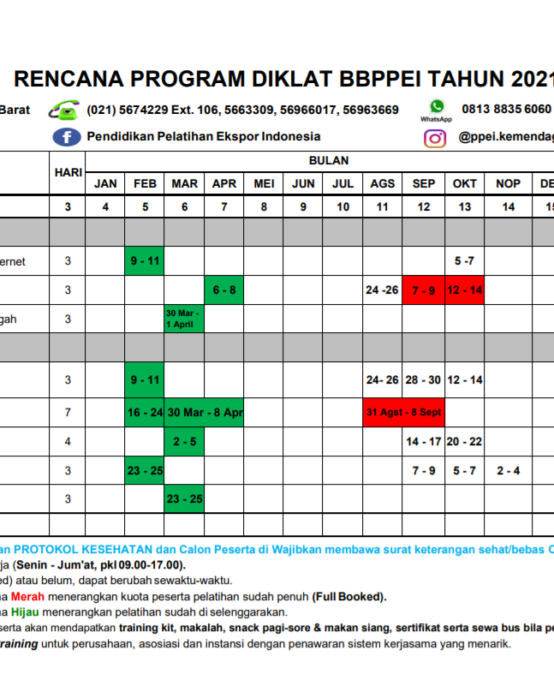 RENCANA PROGRAM DIKLAT BBPPEI TAHUN 2021
Barat (021) 5674229 Ext. 106, 5663309, 56966017, 56963669 WhatsApp 0813 3835 6060
Pendidikan Pelatihan Ekspor Indonesia @ppei.kemendag
HARI BULAN
JAN FEB MAR APR MEI JUN JUL AGS SEP OKT NOP DE
3 4 5 6 7 8 9 10 11 12 13 14 15
ernet 3 9 - 11 5 -7
3 6 - 8 24 -26 7 - 9 12 - 14
gah 3 30 Mar -
1 April
3 9 - 11 24- 26 28 - 30 12 - 14
7 16 - 24 30 Mar - 8 Apr 31 Agst - 8 Sept
4 2 - 5 14 - 17 20 - 22
3 23 - 25 7 - 9 5 - 7 2 - 4
3 23 - 25
an PROTOKOL KESEHATAN dan Calon Peserta di Wajibkan membawa surat keterangan sehat/bebas C
rja (Senin - Jum'at, pkl 09.00-17.00).
ed) atau belum, dapat berubah sewaktu-waktu.
na Merah menerangkan kuota peserta pelatihan sudah penuh (Full Booked).
na Hijau menerangkan pelatihan sudah di selenggarakan.
serta akan mendapatkan training kit, makalah, snack pagi-sore & makan siang, sertifikat serta sewa bus bila pe
training untuk perusahaan, asosiasi dan instansi dengan penawaran sistem kerjasama yang menarik.